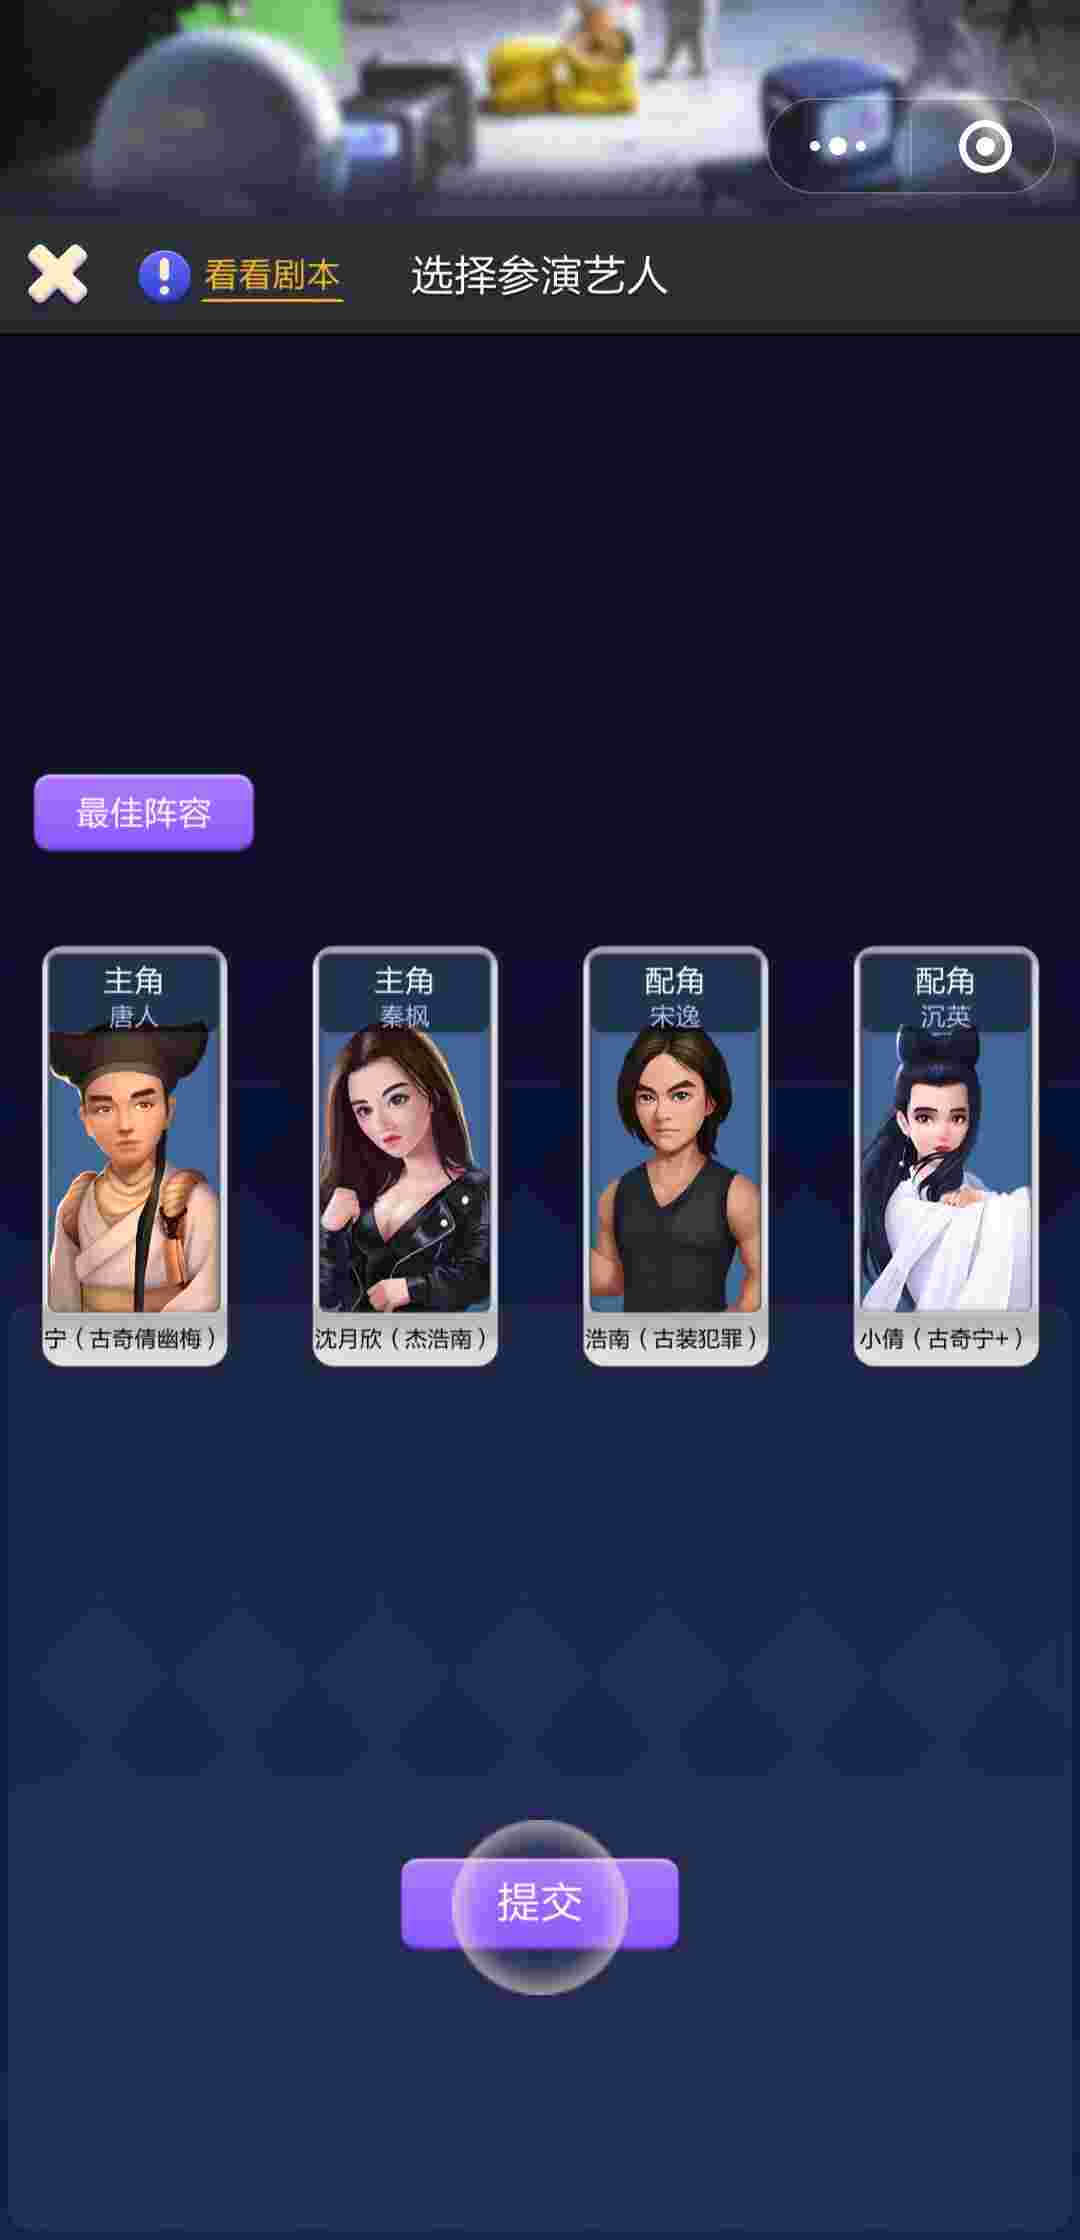 看看剧本
选择参演艺人
最佳阵容
主角
唐人
宁（古奇倩幽梅）
主角
秦枫
沈月欣（杰浩南）
配角
宋逸
浩南（古装犯罪）
配角
沉英
小倩（古奇宁+）
提交